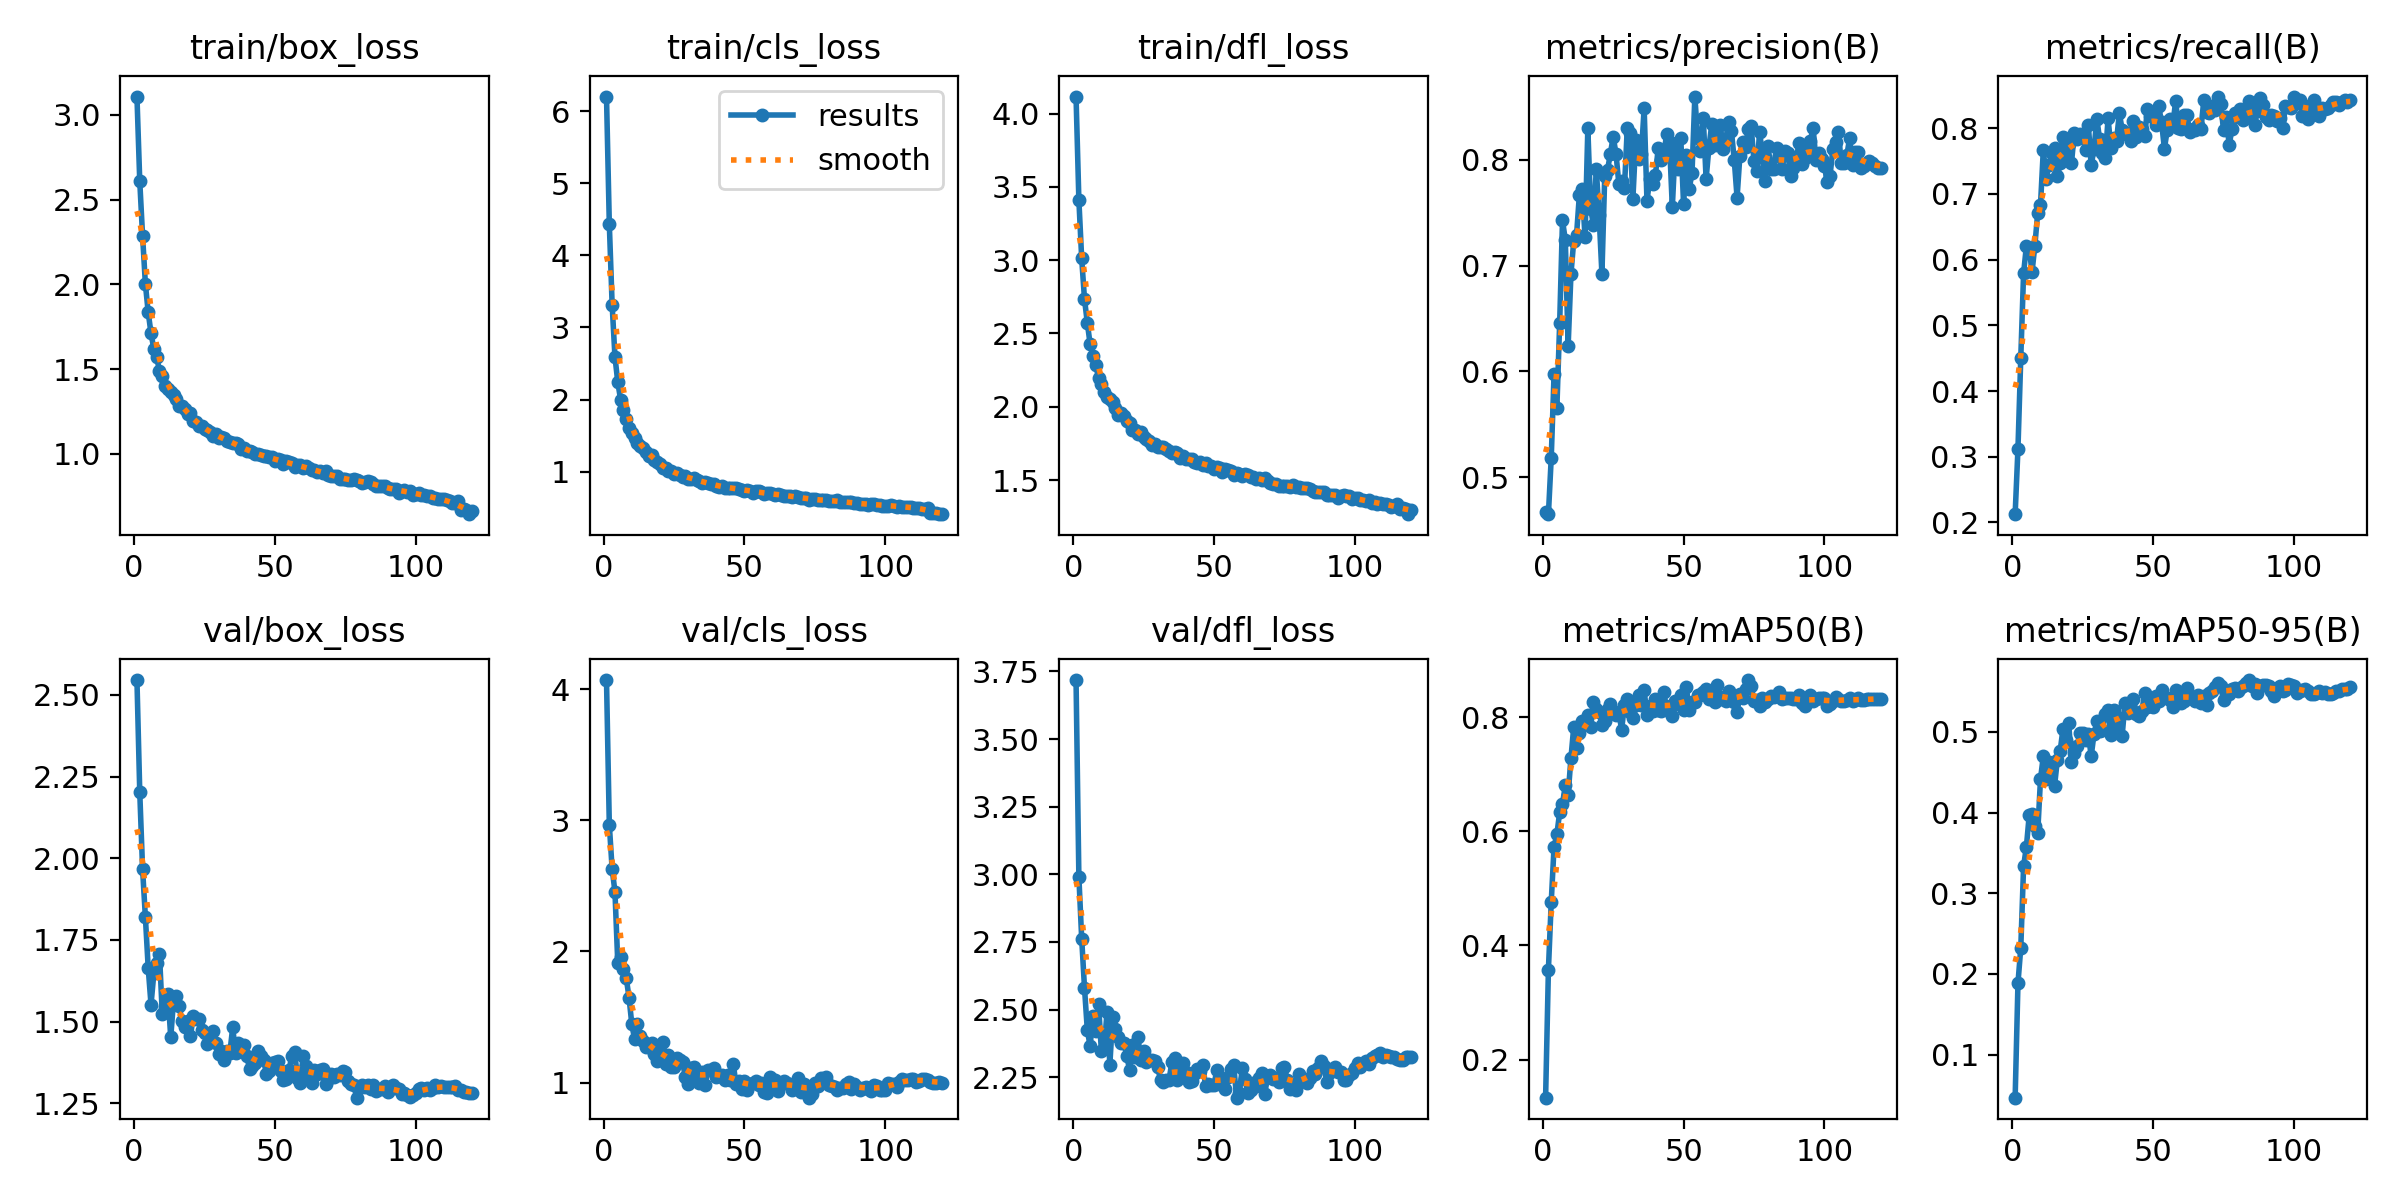 train/box_loss
3.0
2.5
2.0
1.5
1.0
0 50 100
train/cls_loss
results
smooth
6
5
4
3
2
1
0 50 100
train/dfl_loss
4.0
3.5
3.0
2.5
2.0
1.5
0 50 100
metrics/precision(B)
0.8
0.7
0.6
0.5
0 50 100
metrics/recall(B)
0.8
0.7
0.6
0.5
0.4
0.3
0.2
0 50 100
val/box_loss
2.50
2.25
2.00
1.75
1.50
1.25
0 50 100
val/cls_loss
4
3
2
1
0 50 100
val/dfl_loss
3.75
3.50
3.25
3.00
2.75
2.50
2.25
0 50 100
metrics/mAP50(B)
0.8
0.6
0.4
0.2
0 50 100
metrics/mAP50-95(B)
0.5
0.4
0.3
0.2
0.1
0 50 100